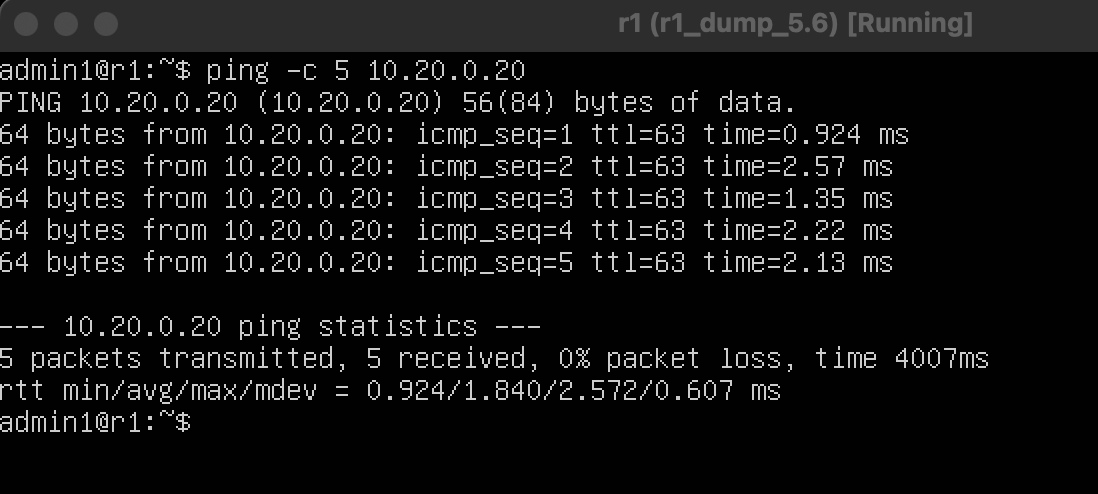 r1 (r1_dump_5.6) [Running]
admin1@r1:~$ ping -c 5 10.20.0.20
PING 10.20.0.20 (10.20.0.20) 56(84) bytes of data.
64 bytes from 10.20.0.20: icmp_seq=1 ttl=63 time=0.924 ms
64 bytes from 10.20.0.20: icmp_seq=2 ttl=63 time=2.57 ms
64 bytes from 10.20.0.20: icmp_seq=3 ttl=63 time=1.35 ms
64 bytes from 10.20.0.20: icmp_seq=4 ttl=63 time=2.22 ms
64 bytes from 10.20.0.20: icmp_seq=5 ttl=63 time=2.13 ms
--- 10.20.0.20 ping statistics ---
5 packets transmitted, 5 received, 0% packet loss, time 4007ms
rtt min/avg/max/mdev = 0.924/1.840/2.572/0.607 ms
admin1@r1:~$